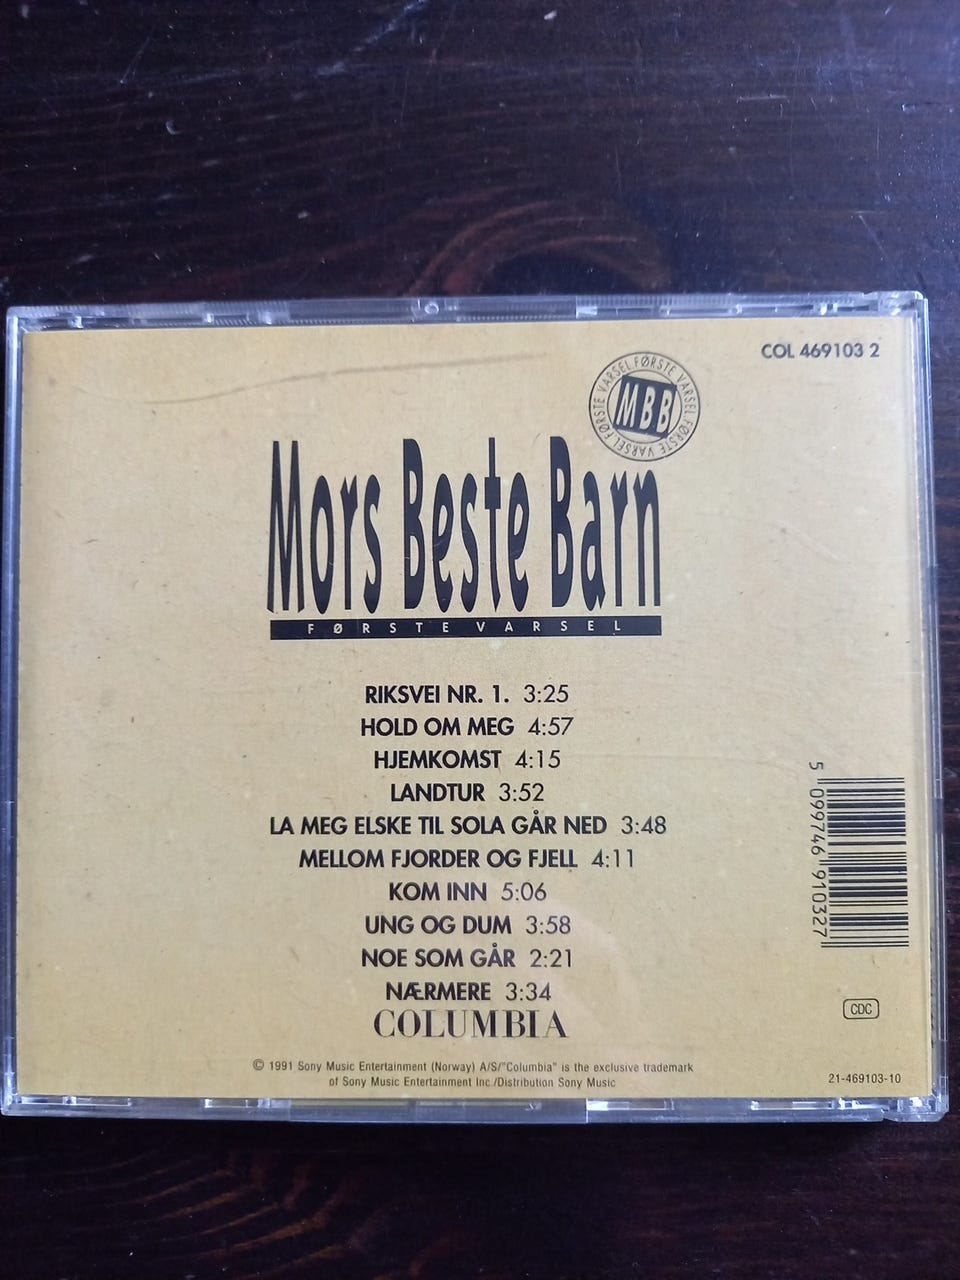 COL 469103 2
FØRSTE VARSEL FØRSTE VARSEL FØRSTE VARSEL
MBB
Mors Beste Barn
FØRSTE VARSEL
RIKSVEI NR. 1. 3:25
HOLD OM MEG 4:57
HJEMKOMST 4:15
LANDTUR 3:52
LA MEG ELSKE TIL SOLA GÅR NED 3:48
MELLOM FJORDER OG FJELL 4:11
KOM INN 5:06
UNG OG DUM 3:58
NOE SOM GÅR 2:21
NÆRMERE 3:34
COLUMBIA
5 099746 910327
CDC
© 1991 Sony Music Entertainment (Norway) A/S/"Columbia" is the exclusive trademark
of Sony Music Entertainment Inc./Distribution Sony Music
21-469103-10